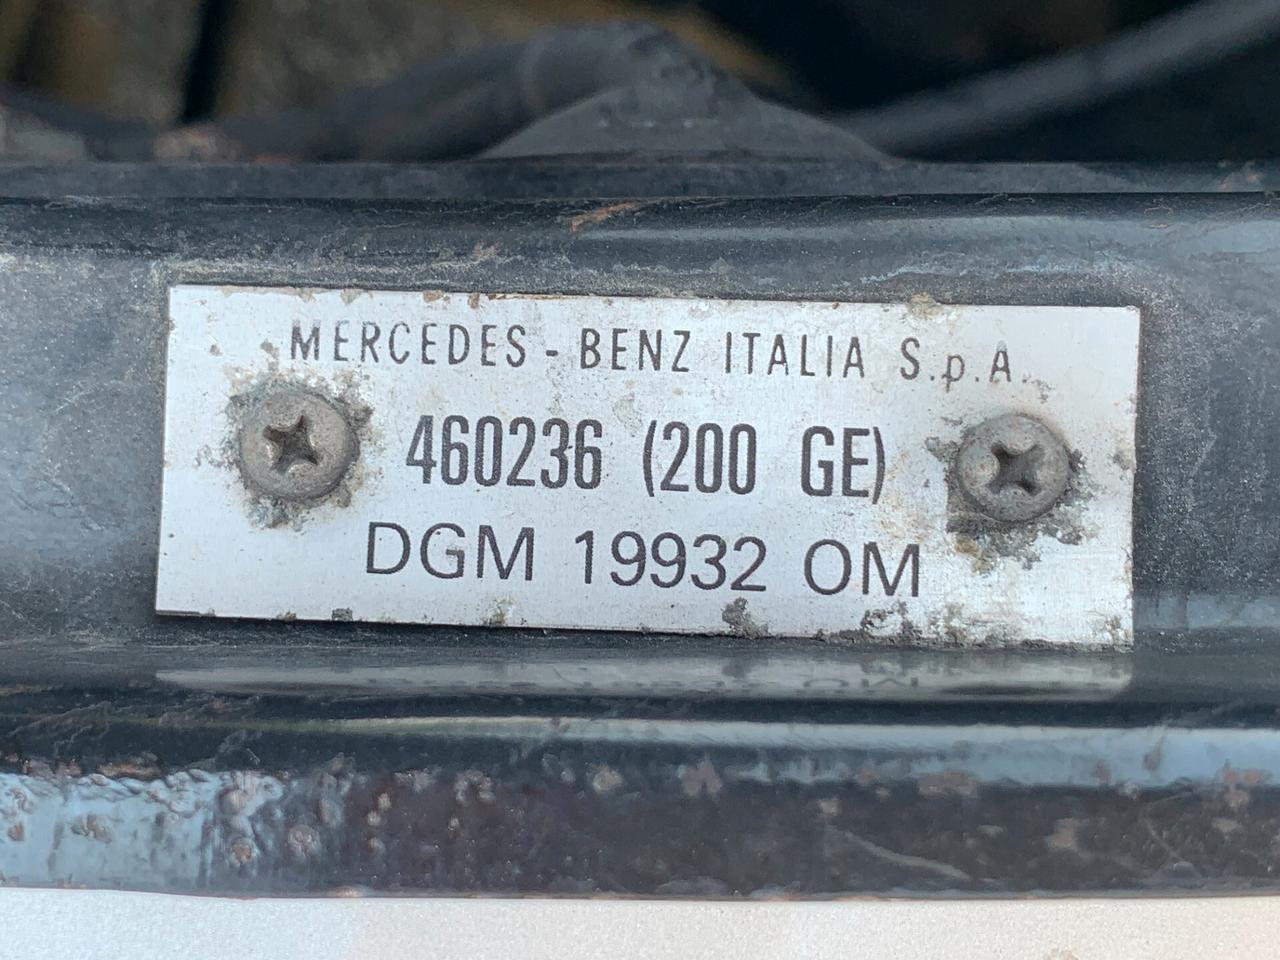 MERCEDES - BENZ ITALIA S.p.A.
460236 (200 GE)
DGM 19932 OM